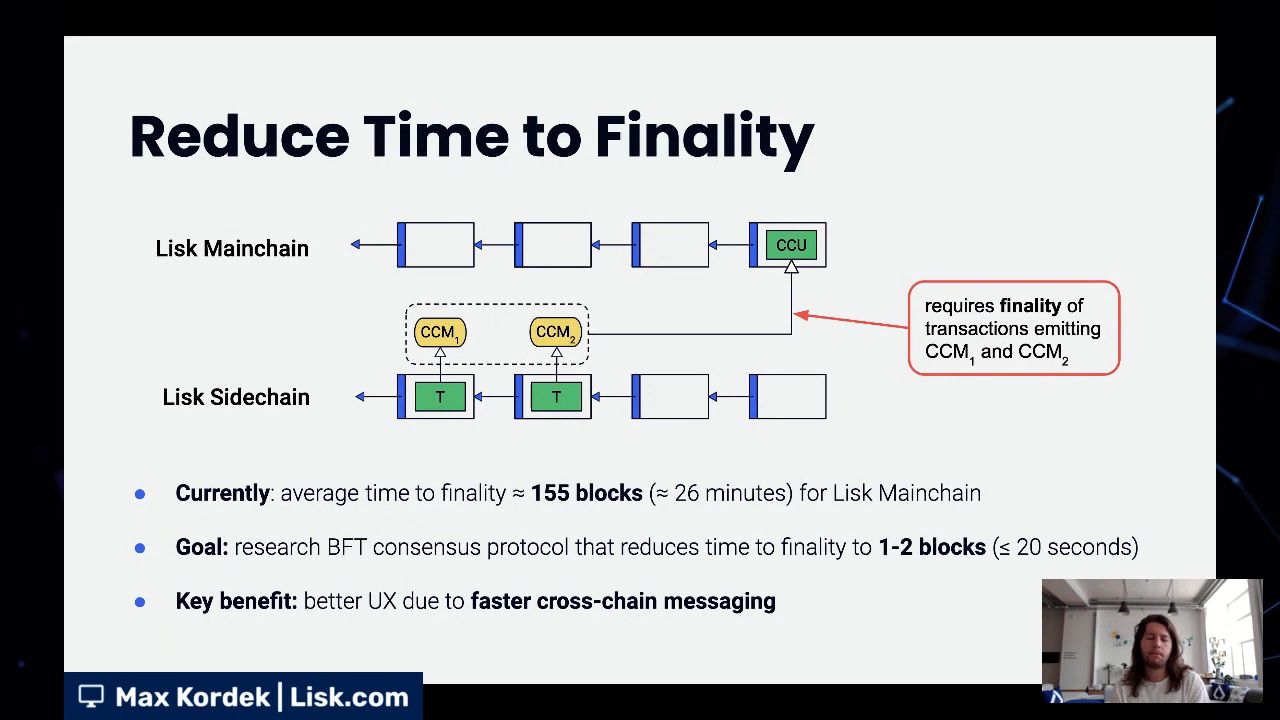 Reduce Time to Finality
Lisk Mainchain
CCU
requires finality of
transactions emitting
CCM1 and CCM2
CCM1
CCM2
Lisk Sidechain
T
T
● Currently: average time to finality ≈ 155 blocks (≈ 26 minutes) for Lisk Mainchain
● Goal: research BFT consensus protocol that reduces time to finality to 1-2 blocks (≤ 20 seconds)
● Key benefit: better UX due to faster cross-chain messaging
Max Kordek | Lisk.com